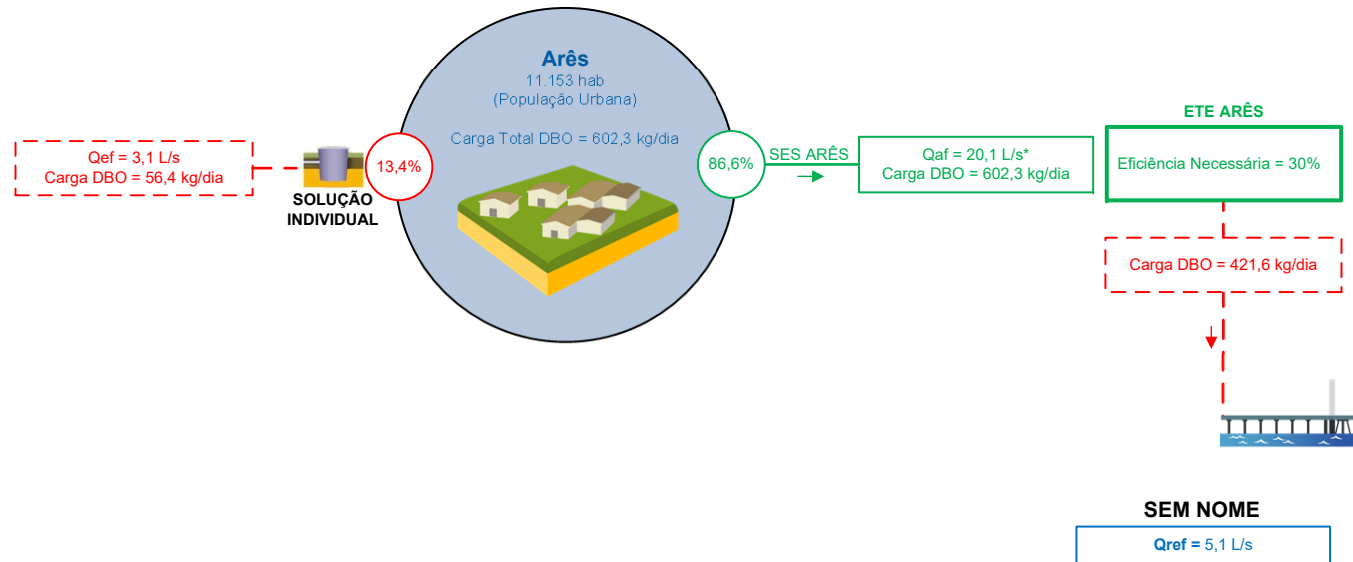 Arês
11.153 hab
(População Urbana)
Carga Total DBO = 602,3 kg/dia
Qef = 3,1 L/s
Carga DBO = 56,4 kg/dia
SOLUÇÃO
INDIVIDUAL
13,4%
86,6%
SES ARÊS
Qaf = 20,1 L/s*
Carga DBO = 602,3 kg/dia
ETE ARÊS
Eficiência Necessária = 30%
Carga DBO = 421,6 kg/dia
SEM NOME
Qref = 5,1 L/s